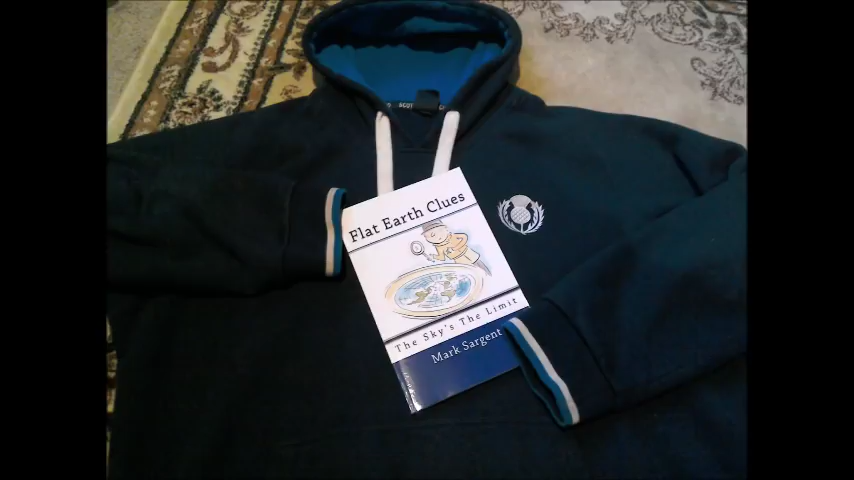 Flat Earth Clues
The Sky's The Limit
Mark Sargent